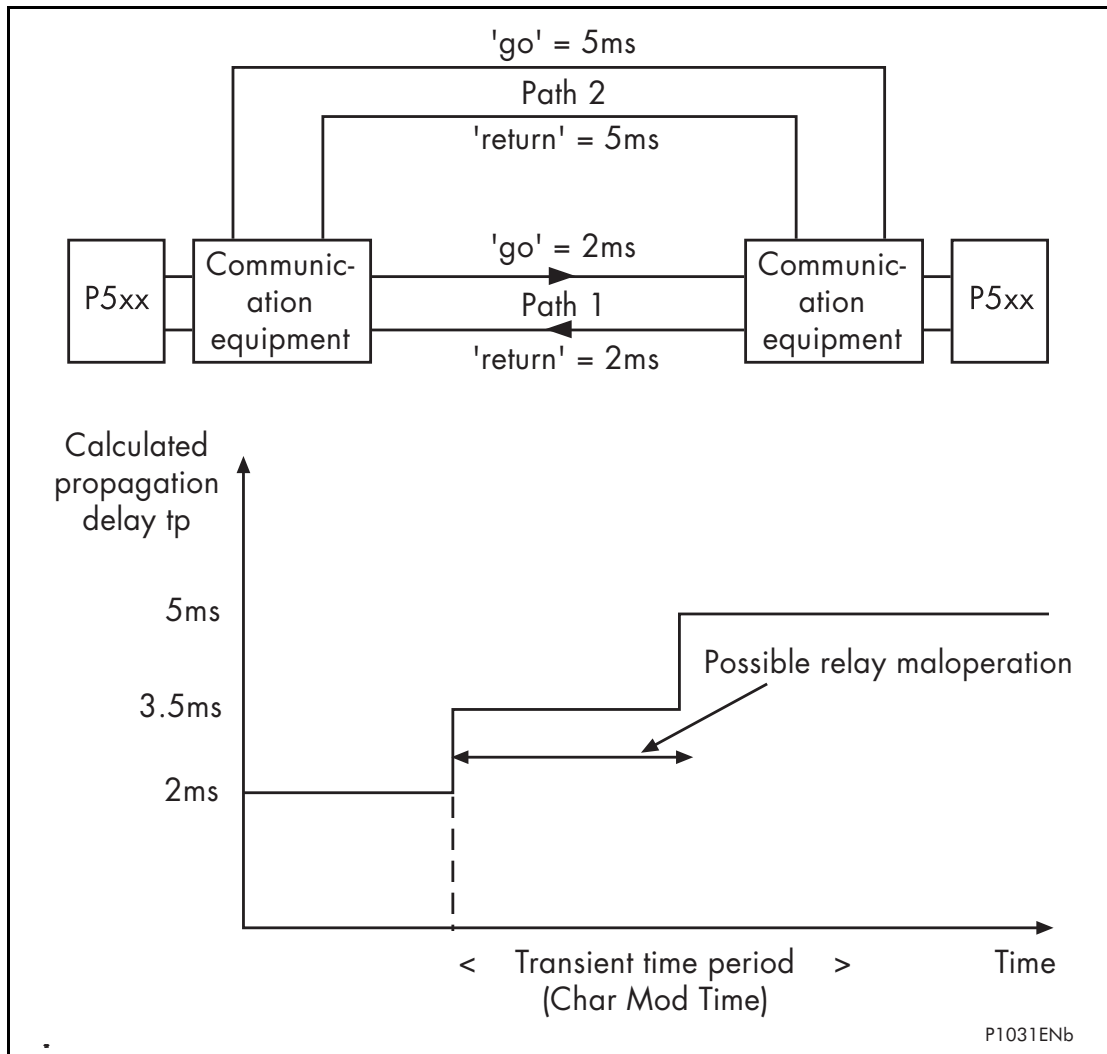 'go' = 5ms
Path 2
'return' = 5ms
P5xx
Communic-
ation
equipment
'go' = 2ms
Path 1
'return' = 2ms
Communic-
ation
equipment
P5xx
Calculated
propagation
delay tp
5ms
Possible relay maloperation
3.5ms
2ms
< Transient time period >
(Char Mod Time)
Time
P1031ENb